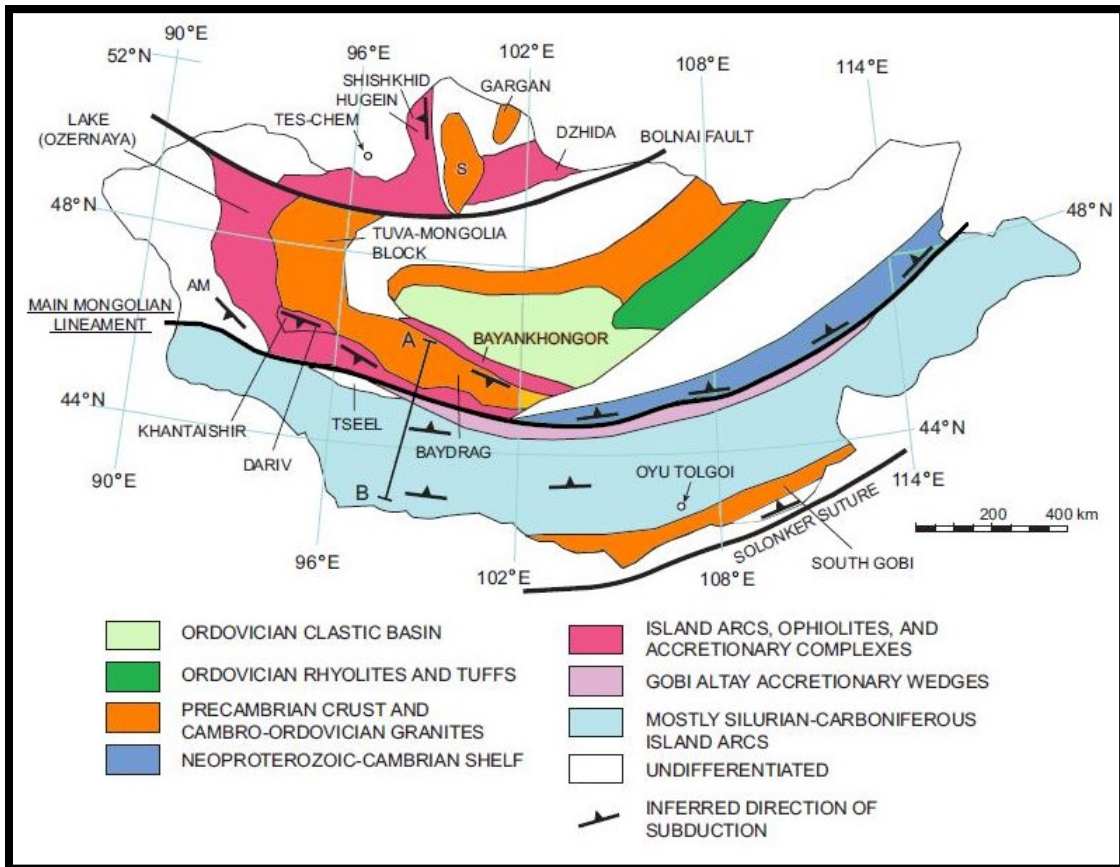 90°E
52°N
96°E
102°E
SHISHKHID
HUGEIN
GARGAN
108°E
114°E
TES-CHEM
LAKE
(OZERNAYA)
S
DZHIDA
BOLNAI FAULT
48°N
48°N
TUVA-MONGOLIA
BLOCK
AM
MAIN MONGOLIAN
LINEAMENT
A
BAYANKHONGOR
44°N
KHANTAISHIR
TSEEL
44°N
DARIV
BAYDRAG
90°E
B
OYU TOLGOI
114°E
SOLONKER SUTURE
200 400 km
96°E
102°E
108°E
SOUTH GOBI
ORDOVICIAN CLASTIC BASIN
ORDOVICIAN RHYOLITES AND TUFFS
PRECAMBRIAN CRUST AND
CAMBRO-ORDOVICIAN GRANITES
NEOPROTEROZOIC-CAMBRIAN SHELF
ISLAND ARCS, OPHIOLITES, AND
ACCRETIONARY COMPLEXES
GOBI ALTAY ACCRETIONARY WEDGES
MOSTLY SILURIAN-CARBONIFEROUS
ISLAND ARCS
UNDIFFERENTIATED
INFERRED DIRECTION OF
SUBDUCTION